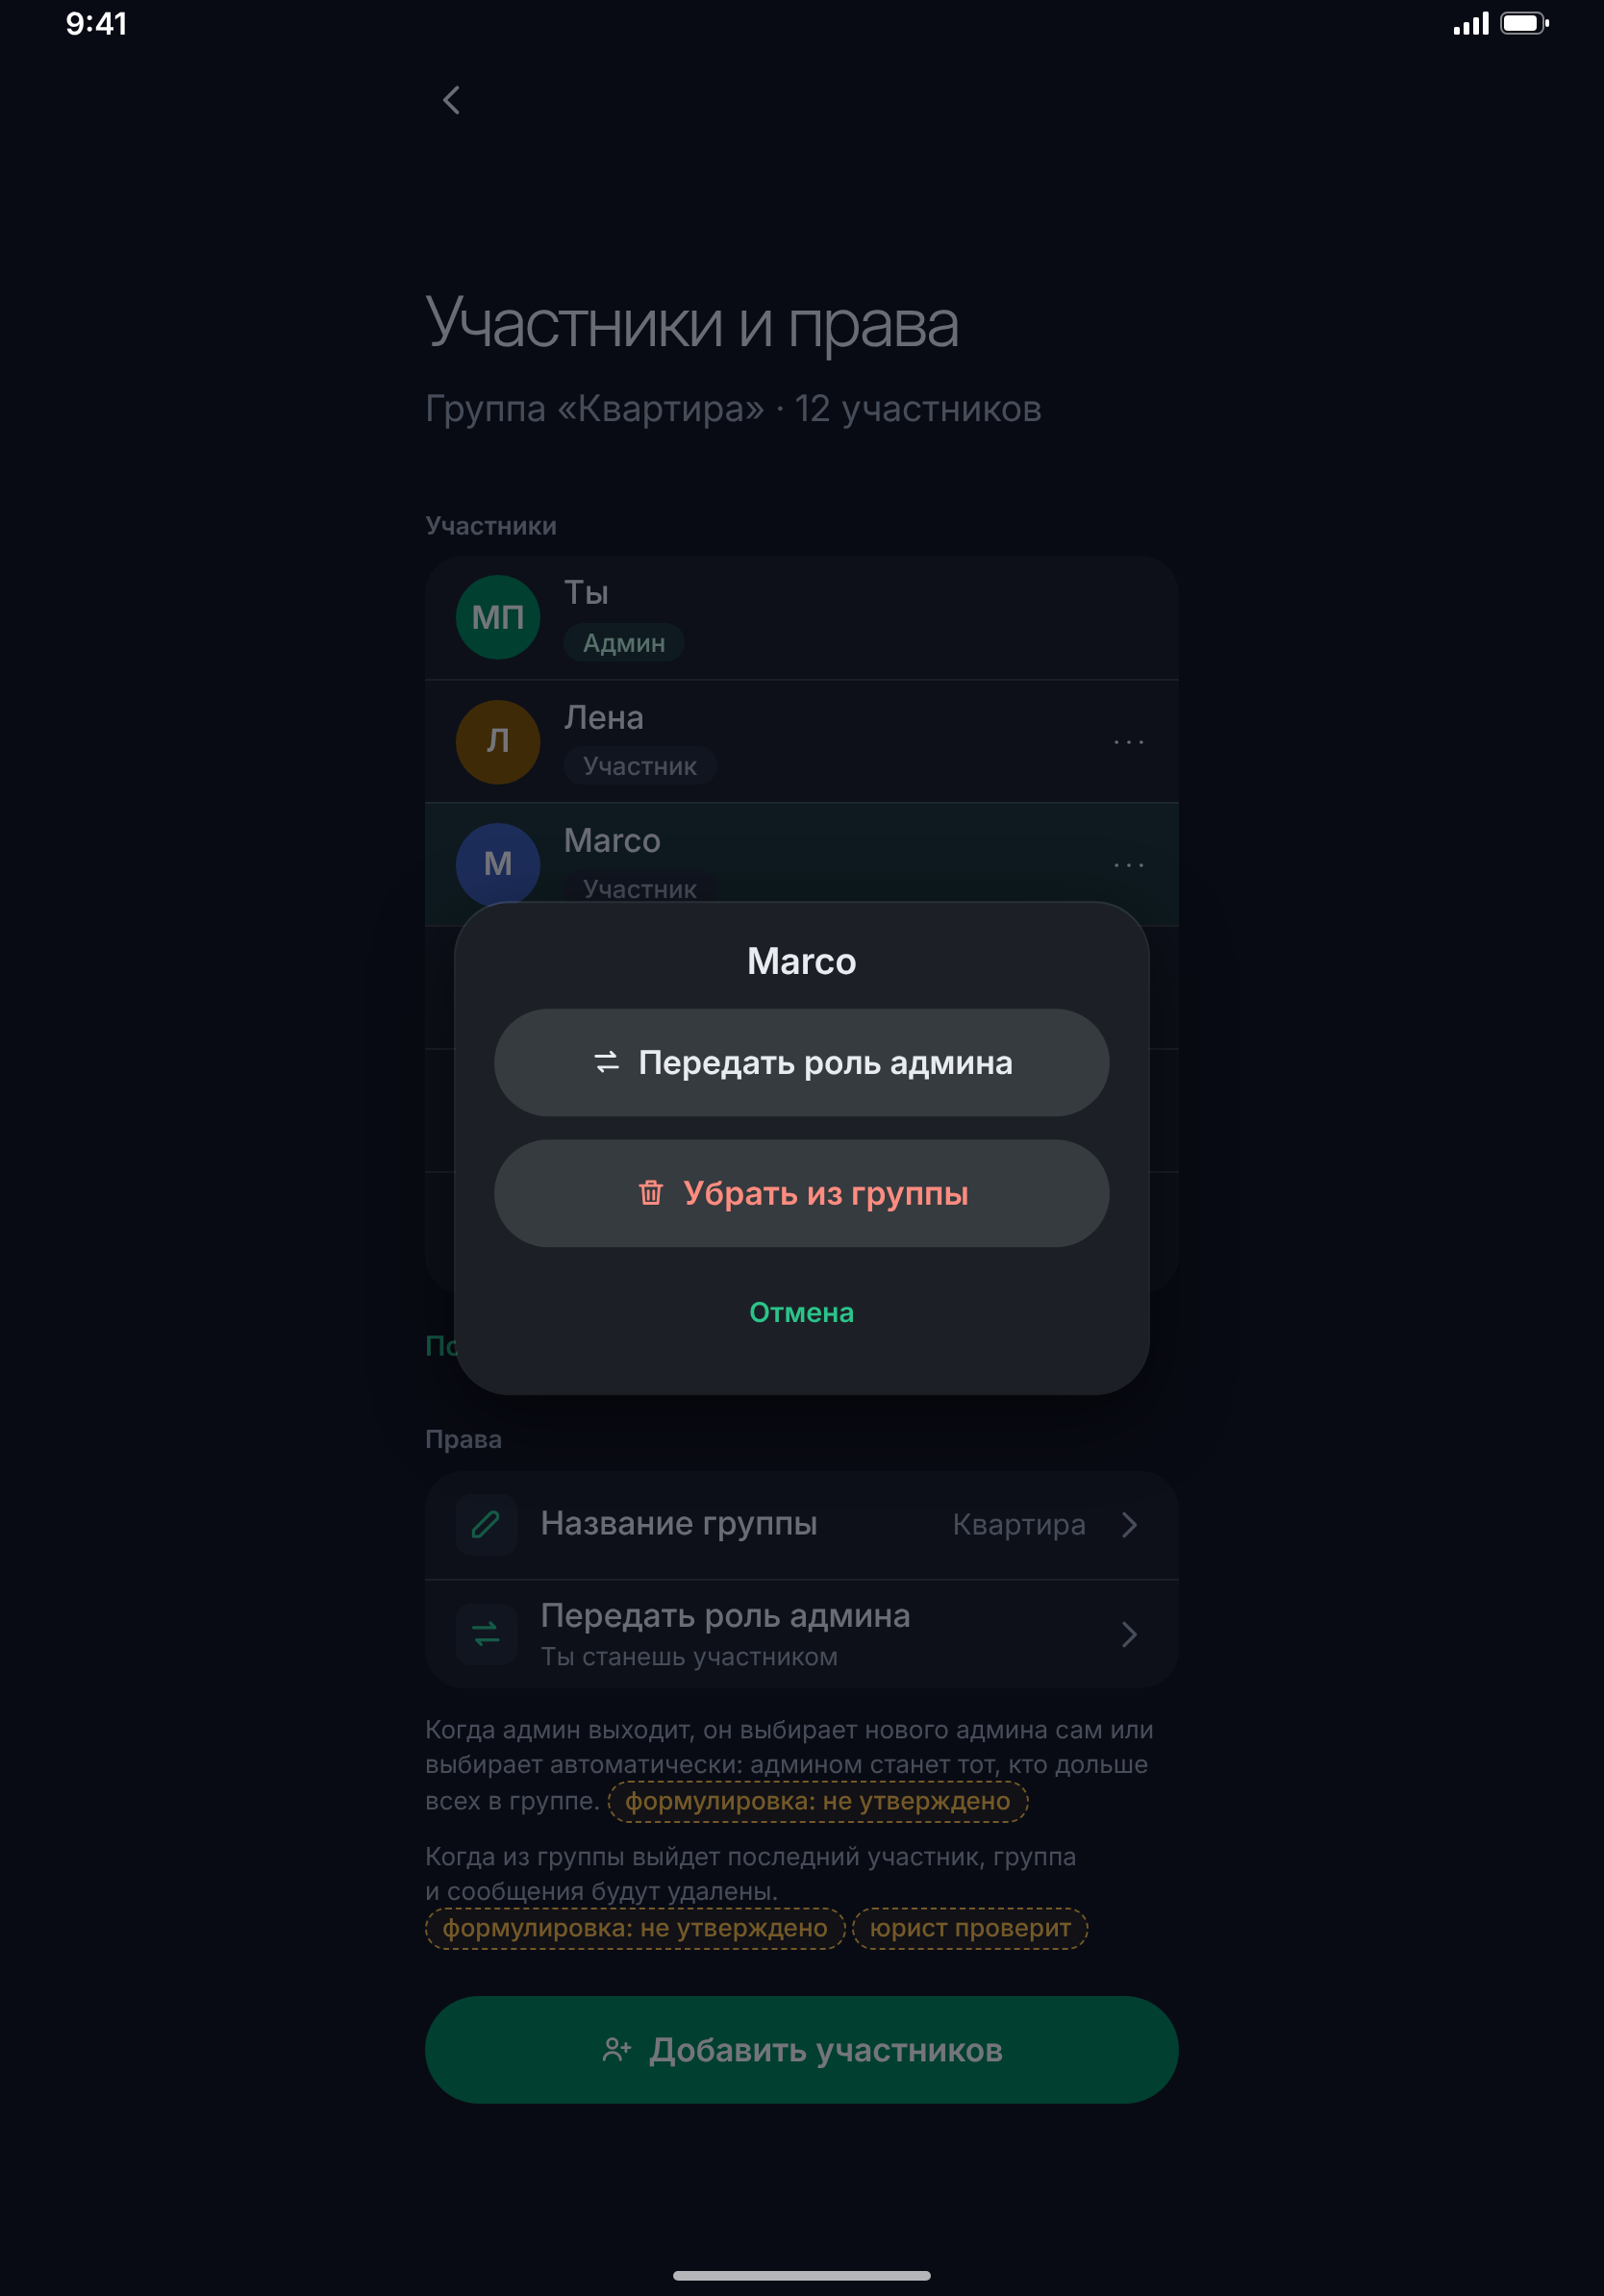 9:41
Участники и права
Группа «Квартира» · 12 участников
Участники
МП
Ты
Админ
Л
Лена
Участник
М
Marco
Участник
Marco
Передать роль админа
Убрать из группы
Отмена
Права
Название группы
Квартира
Передать роль админа
Ты станешь участником
Когда админ выходит, он выбирает нового админа сам или
выбирает автоматически: админом станет тот, кто дольше
всех в группе. формулировка: не утверждено
Когда из группы выйдет последний участник, группа
и сообщения будут удалены.
формулировка: не утверждено юрист проверит
Добавить участников